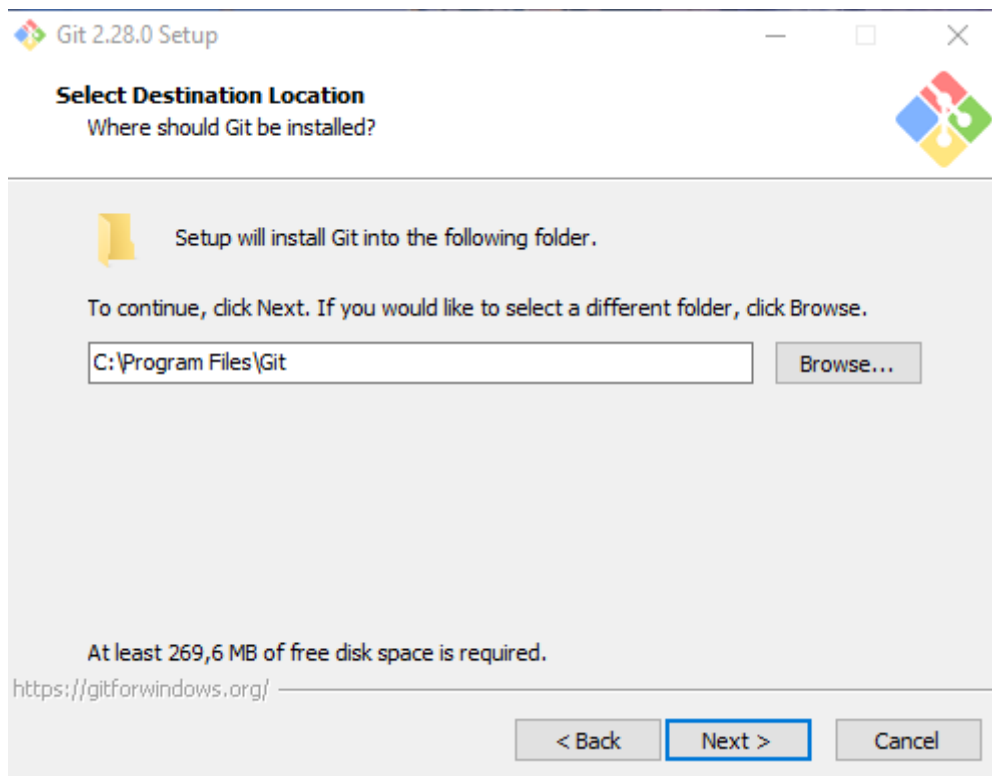 Git 2.28.0 Setup
Select Destination Location
Where should Git be installed?
Setup will install Git into the following folder.
To continue, click Next. If you would like to select a different folder, click Browse.
C:\Program Files\Git
Browse...
At least 269,6 MB of free disk space is required.
https://gitforwindows.org/
< Back
Next >
Cancel